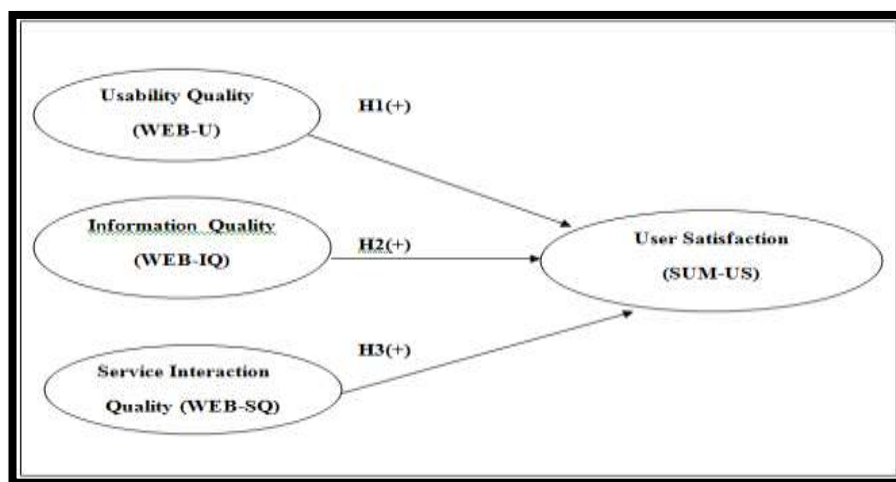 Usability Quality
(WEB-U)
H1(+)
Information Quality
(WEB-IQ)
H2(+)
User Satisfaction
(SUM-US)
H3(+)
Service Interaction
Quality (WEB-SQ)